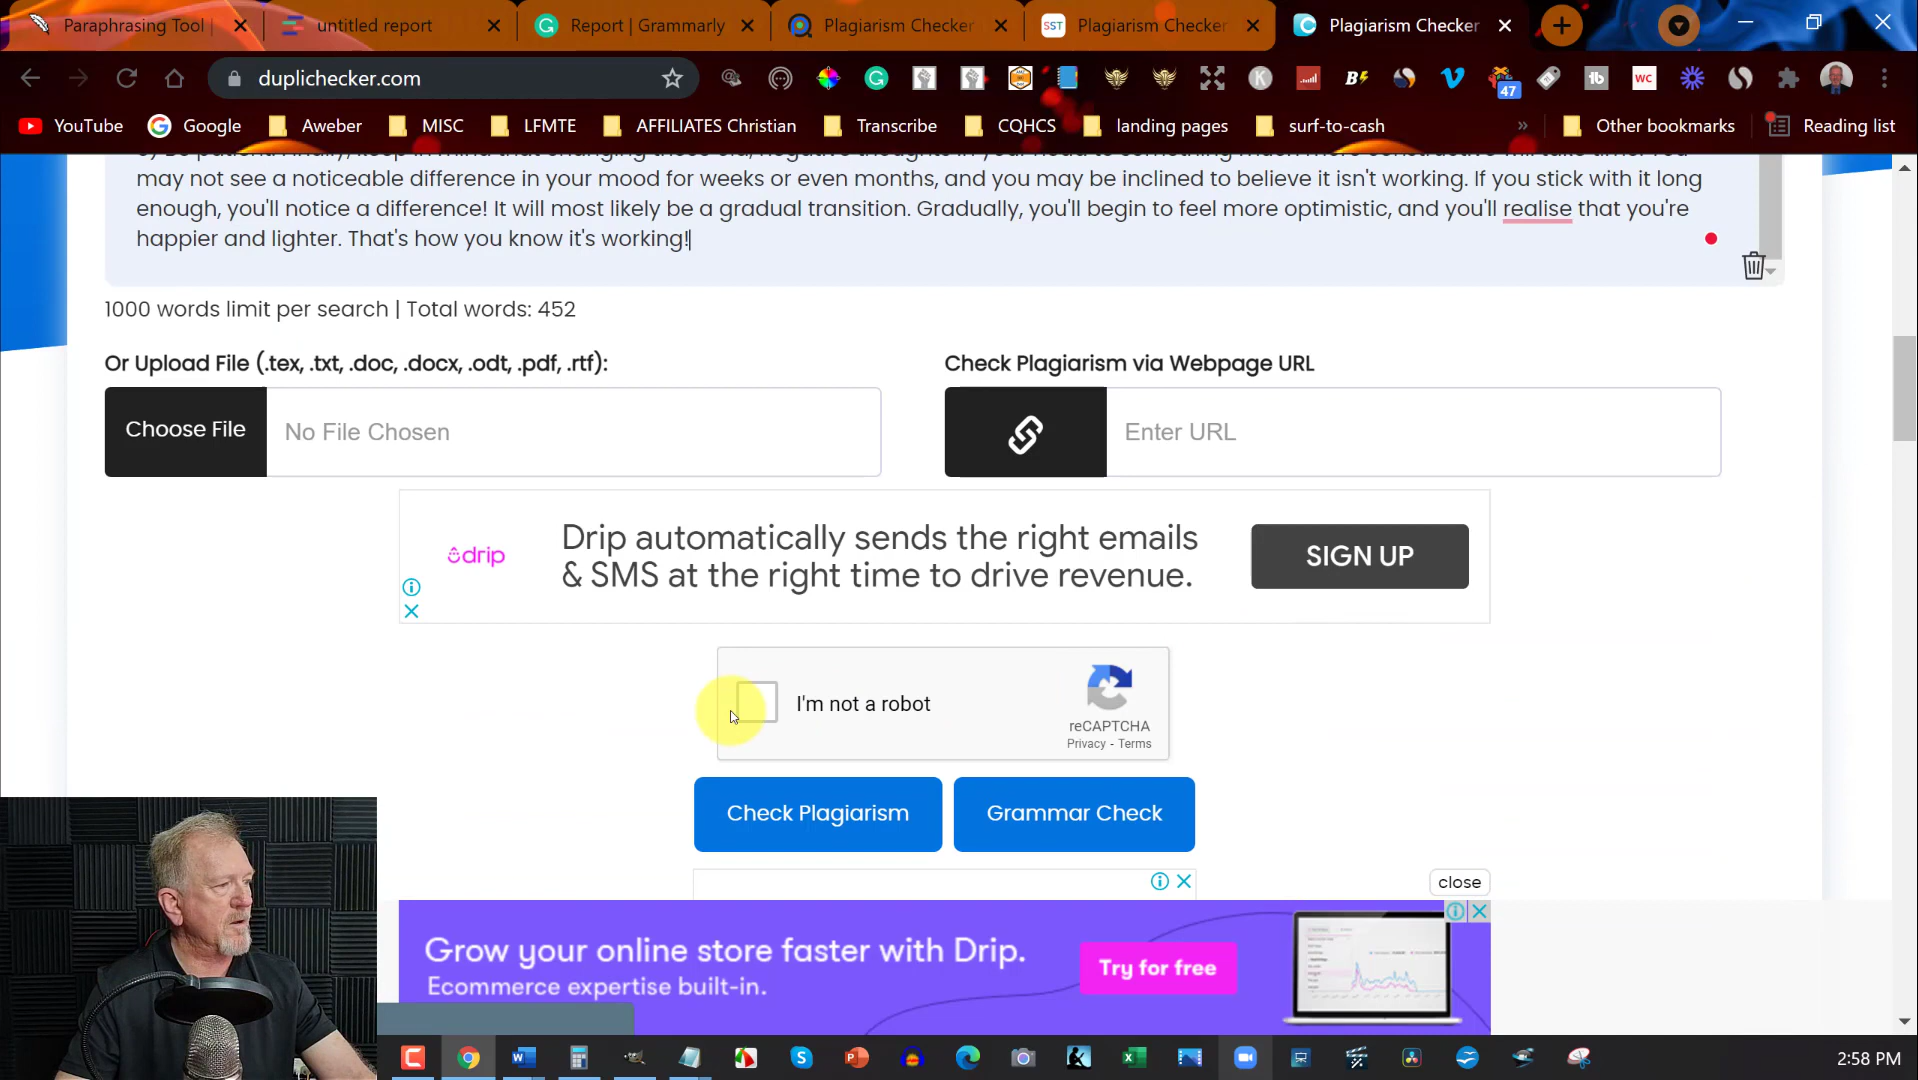 Paraphrasing Tool
untitled report
Report | Grammarly
Plagiarism Checker
SST
Plagiarism Checker
Plagiarism Checker
duplichecker.com
47
WC
YouTube
Google
Aweber
MISC
LFMTE
AFFILIATES Christian
Transcribe
CQHCS
landing pages
surf-to-cash
»
Other bookmarks
Reading list
may not see a noticeable difference in your mood for weeks or even months, and you may be inclined to believe it isn't working. If you stick with it long
enough, you'll notice a difference! It will most likely be a gradual transition. Gradually, you'll begin to feel more optimistic, and you'll realise that you're
happier and lighter. That's how you know it's working!
1000 words limit per search | Total words: 452
Or Upload File (.tex, .txt, .doc, .docx, .odt, .pdf, .rtf):
Check Plagiarism via Webpage URL
Choose File
No File Chosen
Enter URL
drip
Drip automatically sends the right emails
& SMS at the right time to drive revenue.
SIGN UP
I'm not a robot
reCAPTCHA
Privacy - Terms
Check Plagiarism
Grammar Check
close
Grow your online store faster with Drip.
Ecommerce expertise built-in.
Try for free
2:58 PM